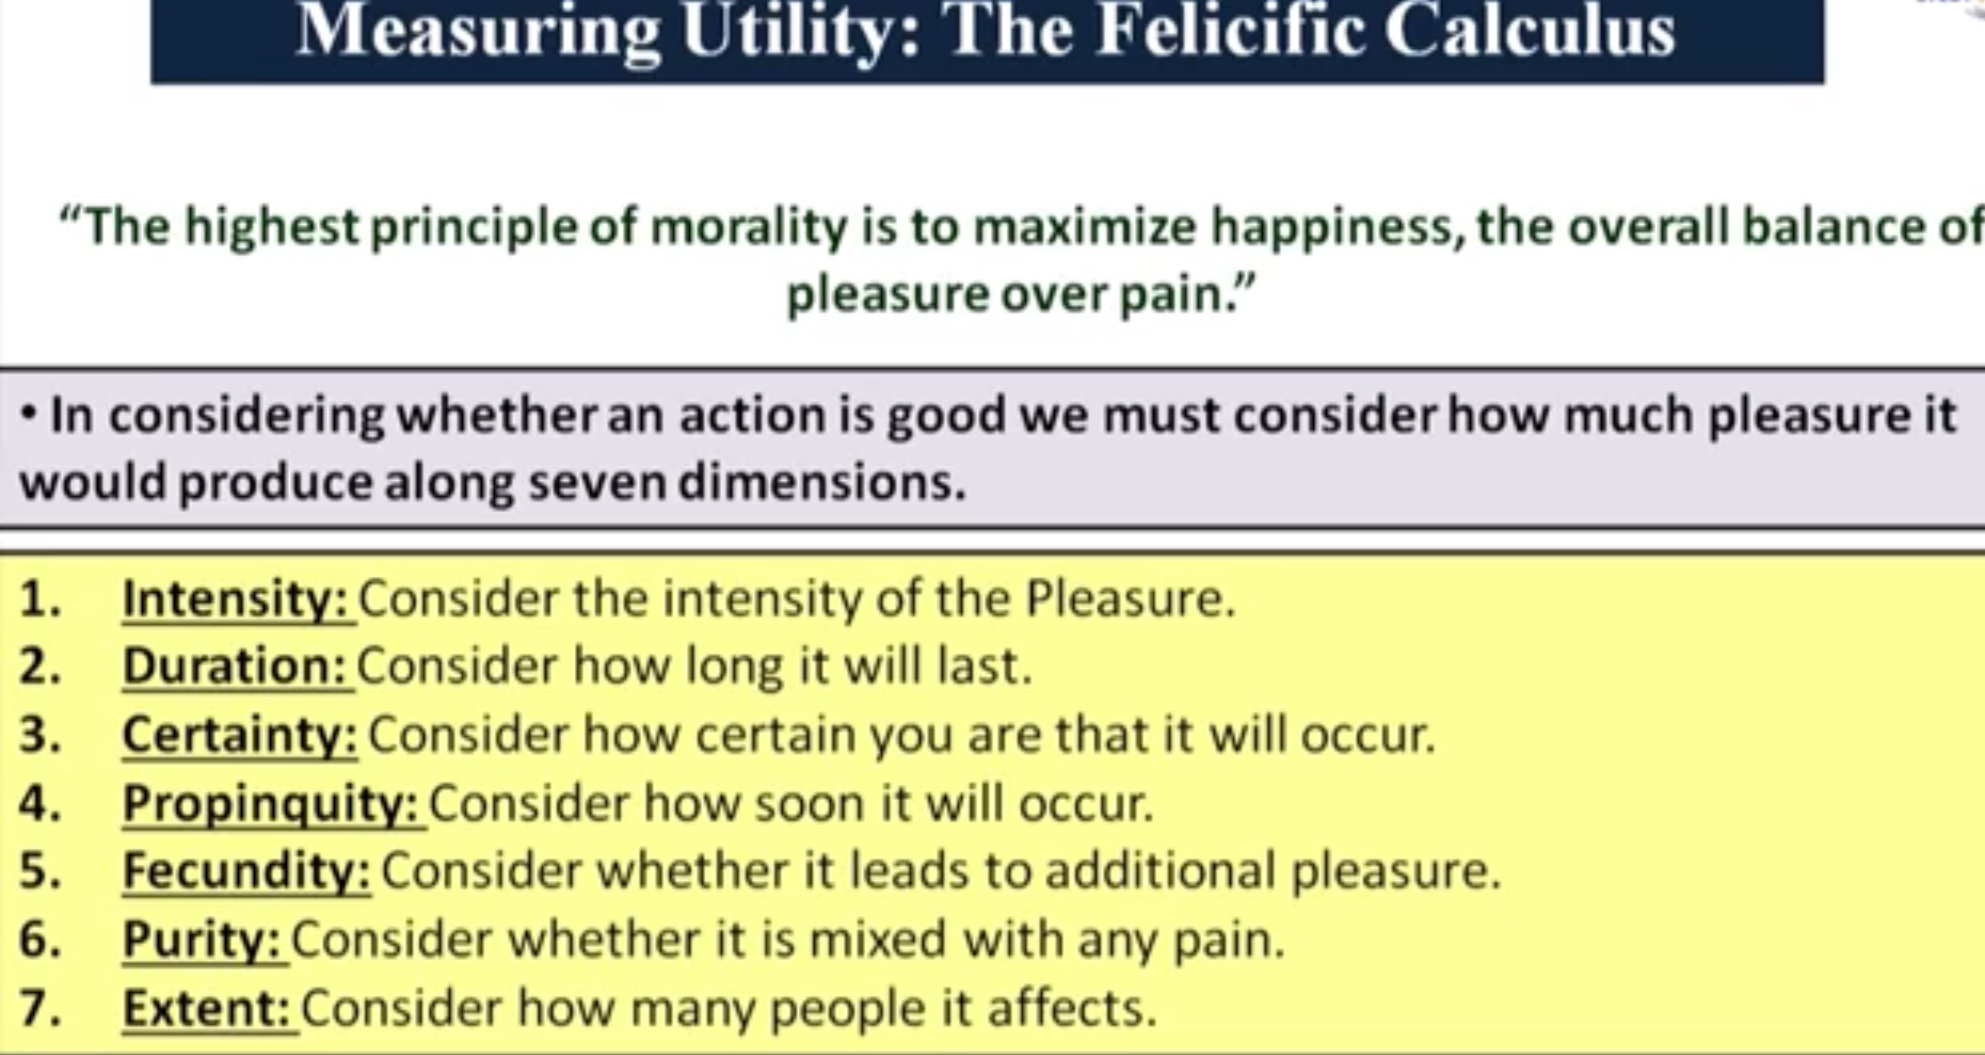 Measuring Utility: The Felicific Calculus
“The highest principle of morality is to maximize happiness, the overall balance of
pleasure over pain.”
• In considering whether an action is good we must consider how much pleasure it
would produce along seven dimensions.
1. Intensity: Consider the intensity of the Pleasure.
2. Duration: Consider how long it will last.
3. Certainty: Consider how certain you are that it will occur.
4. Propinquity: Consider how soon it will occur.
5. Fecundity: Consider whether it leads to additional pleasure.
6. Purity: Consider whether it is mixed with any pain.
7. Extent: Consider how many people it affects.